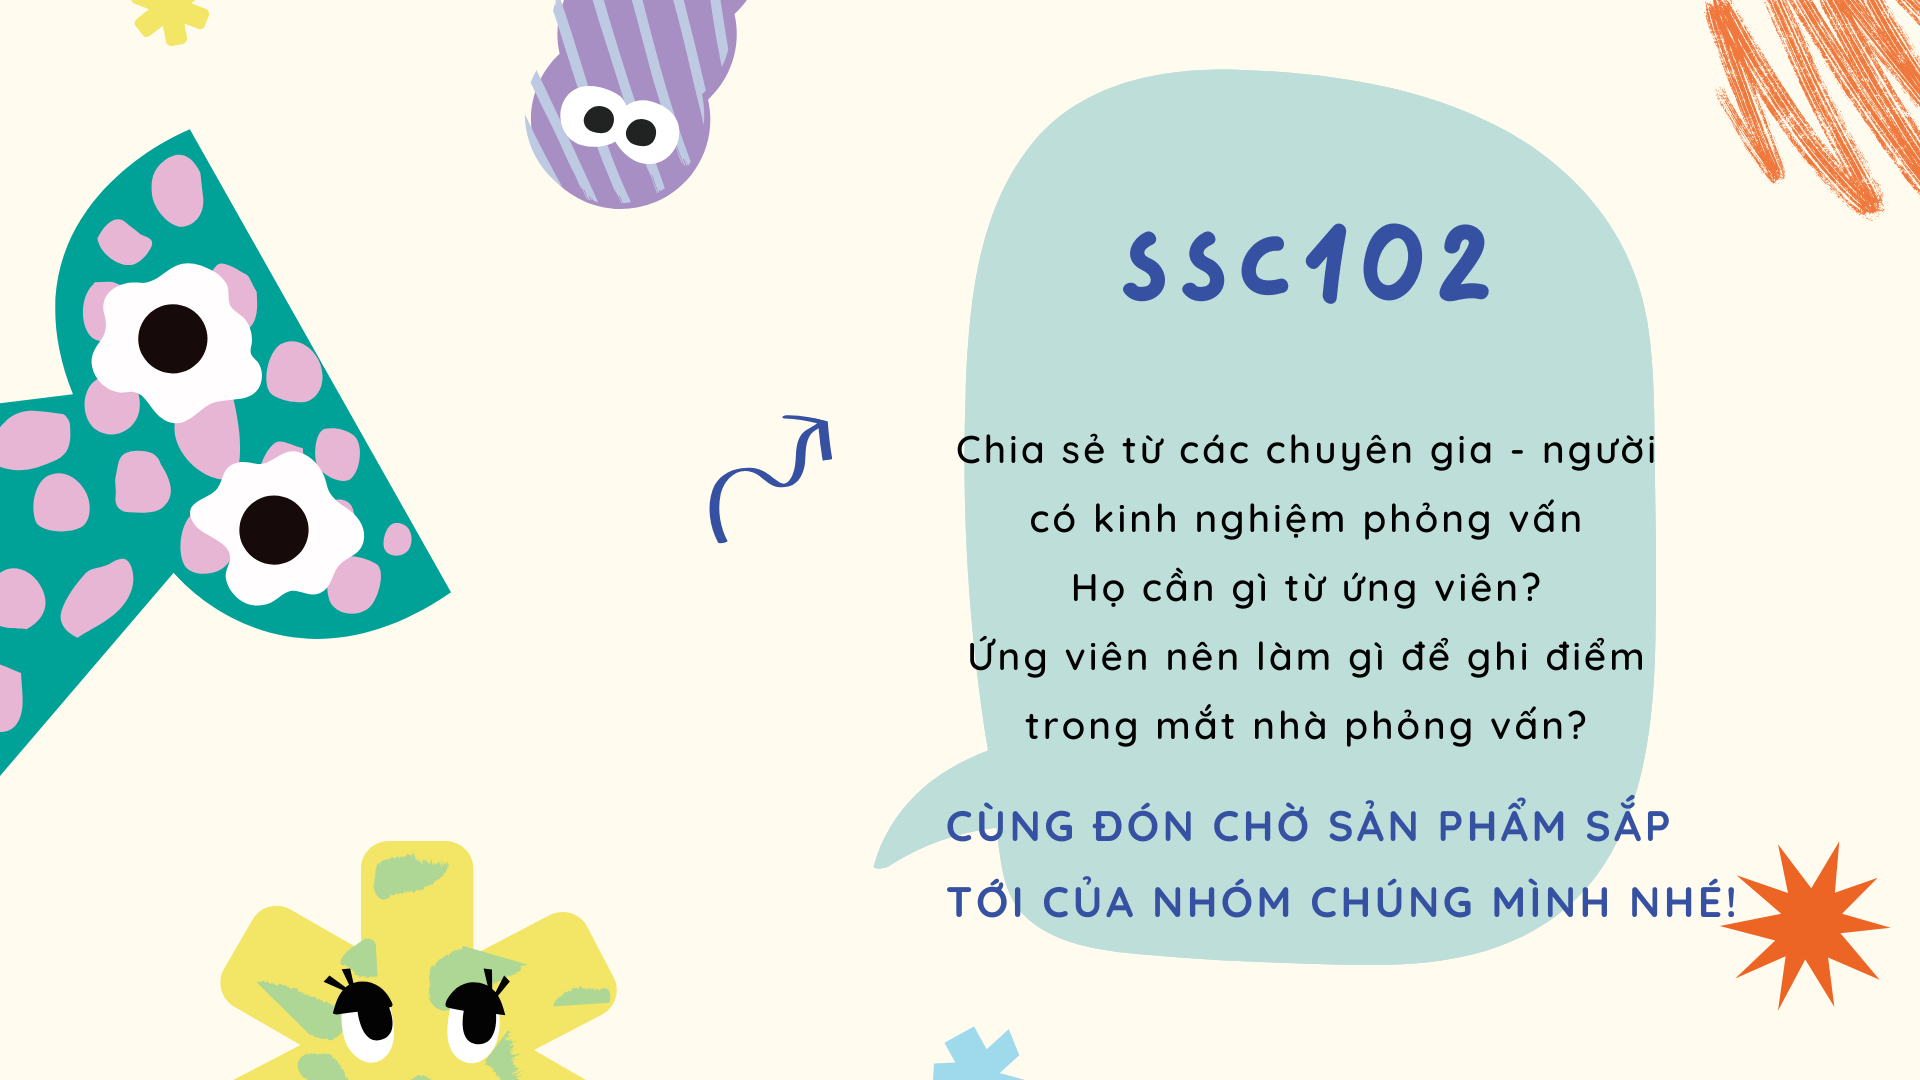 SSC102
Chia sẻ từ các chuyên gia - người
có kinh nghiệm phỏng vấn
Họ cần gì từ ứng viên?
Ứng viên nên làm gì để ghi điểm
trong mắt nhà phỏng vấn?
CÙNG ĐÓN CHỜ SẢN PHẨM SẮP
TỚI CỦA NHÓM CHÚNG MÌNH NHÉ!